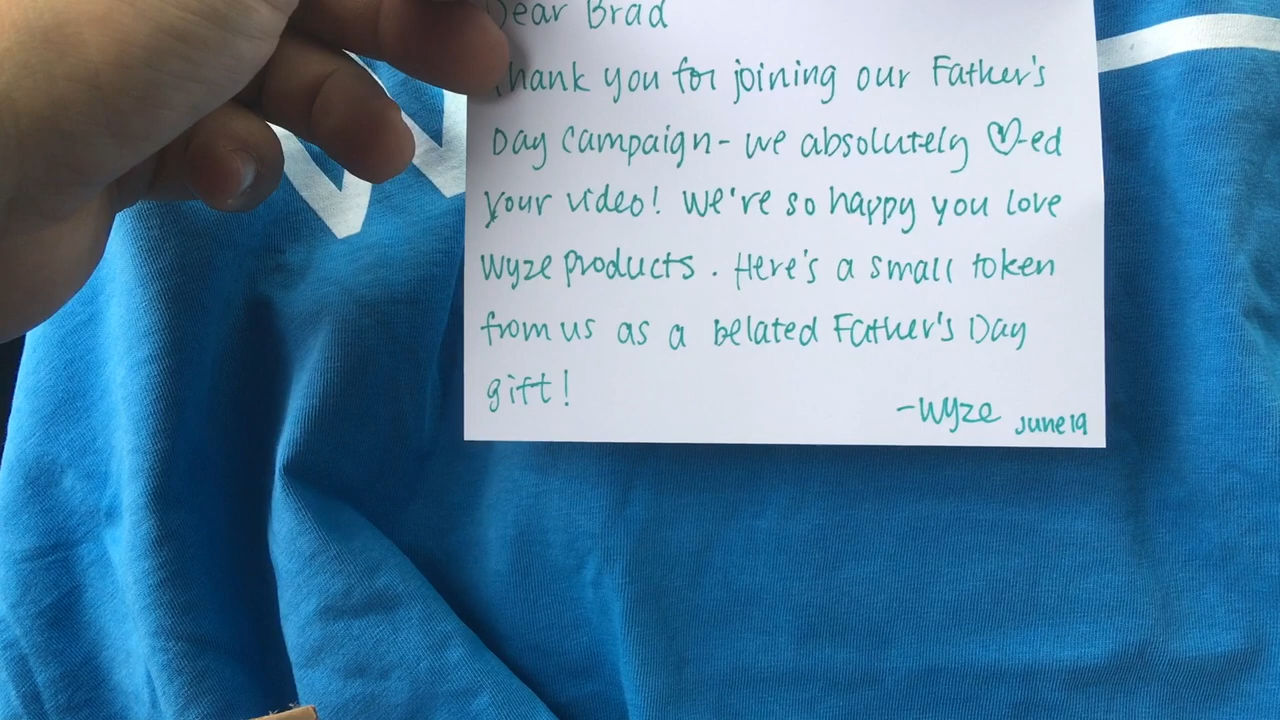 Dear Brad
Thank you for joining our Father's
Day Campaign - we absolutely ♡-ed
your video! We're so happy you love
Wyze products. Here's a small token
from us as a belated Father's Day
gift!
-Wyze June 19